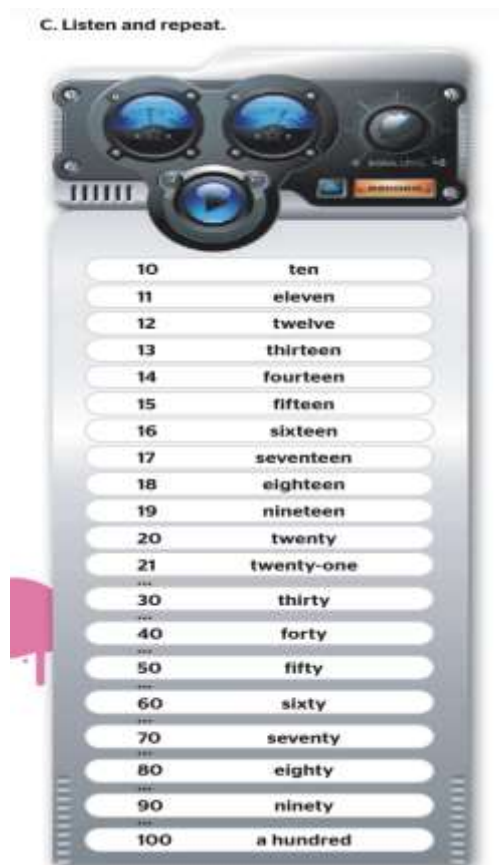 C. Listen and repeat.
10 ten
11 eleven
12 twelve
13 thirteen
14 fourteen
15 fifteen
16 sixteen
17 seventeen
18 eighteen
19 nineteen
20 twenty
21 twenty-one
...
30 thirty
...
40 forty
...
50 fifty
...
60 sixty
...
70 seventy
...
80 eighty
...
90 ninety
...
100 a hundred